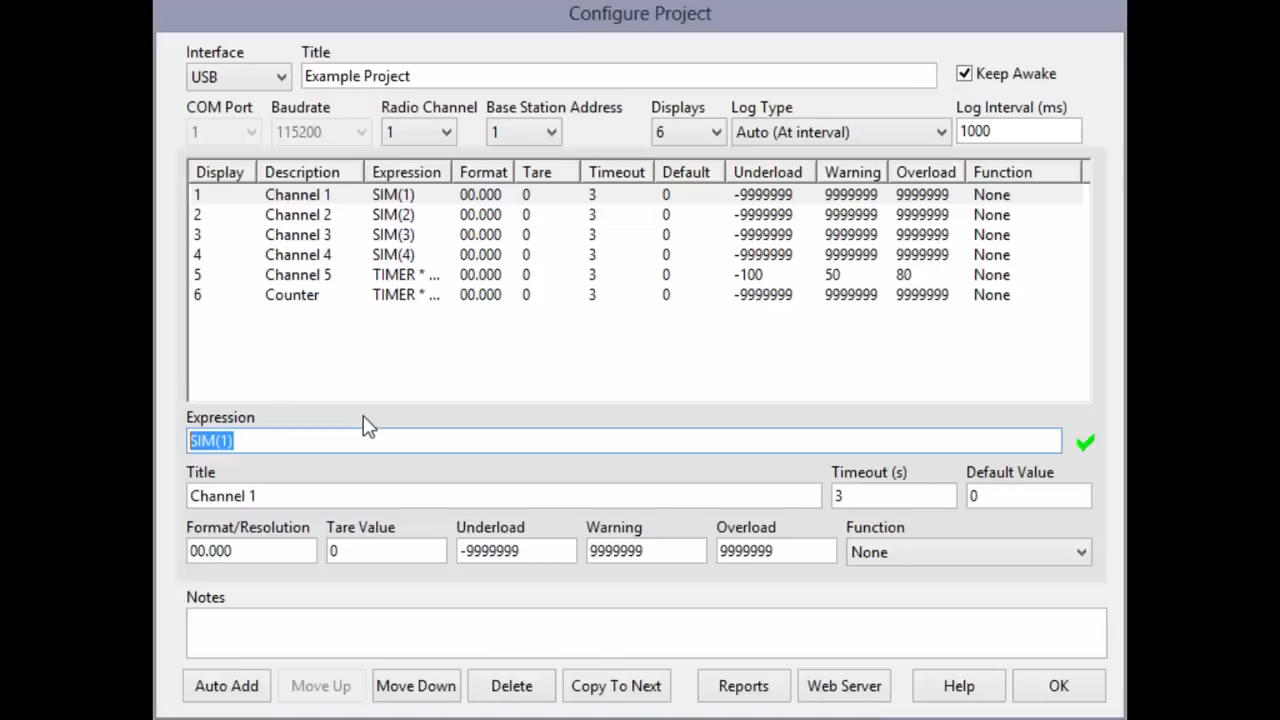 Configure Project
Interface Title
USB Example Project Keep Awake
COM Port Baudrate Radio Channel Base Station Address Displays Log Type Log Interval (ms)
1 115200 1 1 6 Auto (At interval) 1000
Display Description Expression Format Tare Timeout Default Underload Warning Overload Function
1 Channel 1 SIM(1) 00.000 0 3 0 -9999999 9999999 9999999 None
2 Channel 2 SIM(2) 00.000 0 3 0 -9999999 9999999 9999999 None
3 Channel 3 SIM(3) 00.000 0 3 0 -9999999 9999999 9999999 None
4 Channel 4 SIM(4) 00.000 0 3 0 -9999999 9999999 9999999 None
5 Channel 5 TIMER * ... 00.000 0 3 0 -100 50 80 None
6 Counter TIMER * ... 00.000 0 3 0 -9999999 9999999 9999999 None
Expression
SIM(1)
Title Timeout (s) Default Value
Channel 1 3 0
Format/Resolution Tare Value Underload Warning Overload Function
00.000 0 -9999999 9999999 9999999 None
Notes
Auto Add Move Up Move Down Delete Copy To Next Reports Web Server Help OK